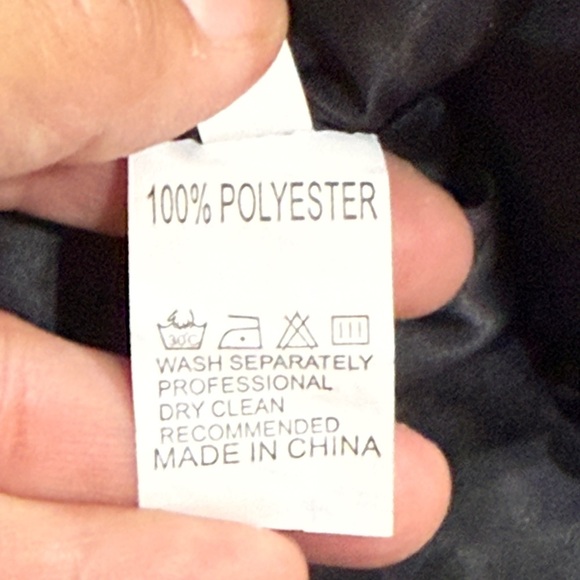 100% POLYESTER
30°C
WASH SEPARATELY
PROFESSIONAL
DRY CLEAN
RECOMMENDED
MADE IN CHINA